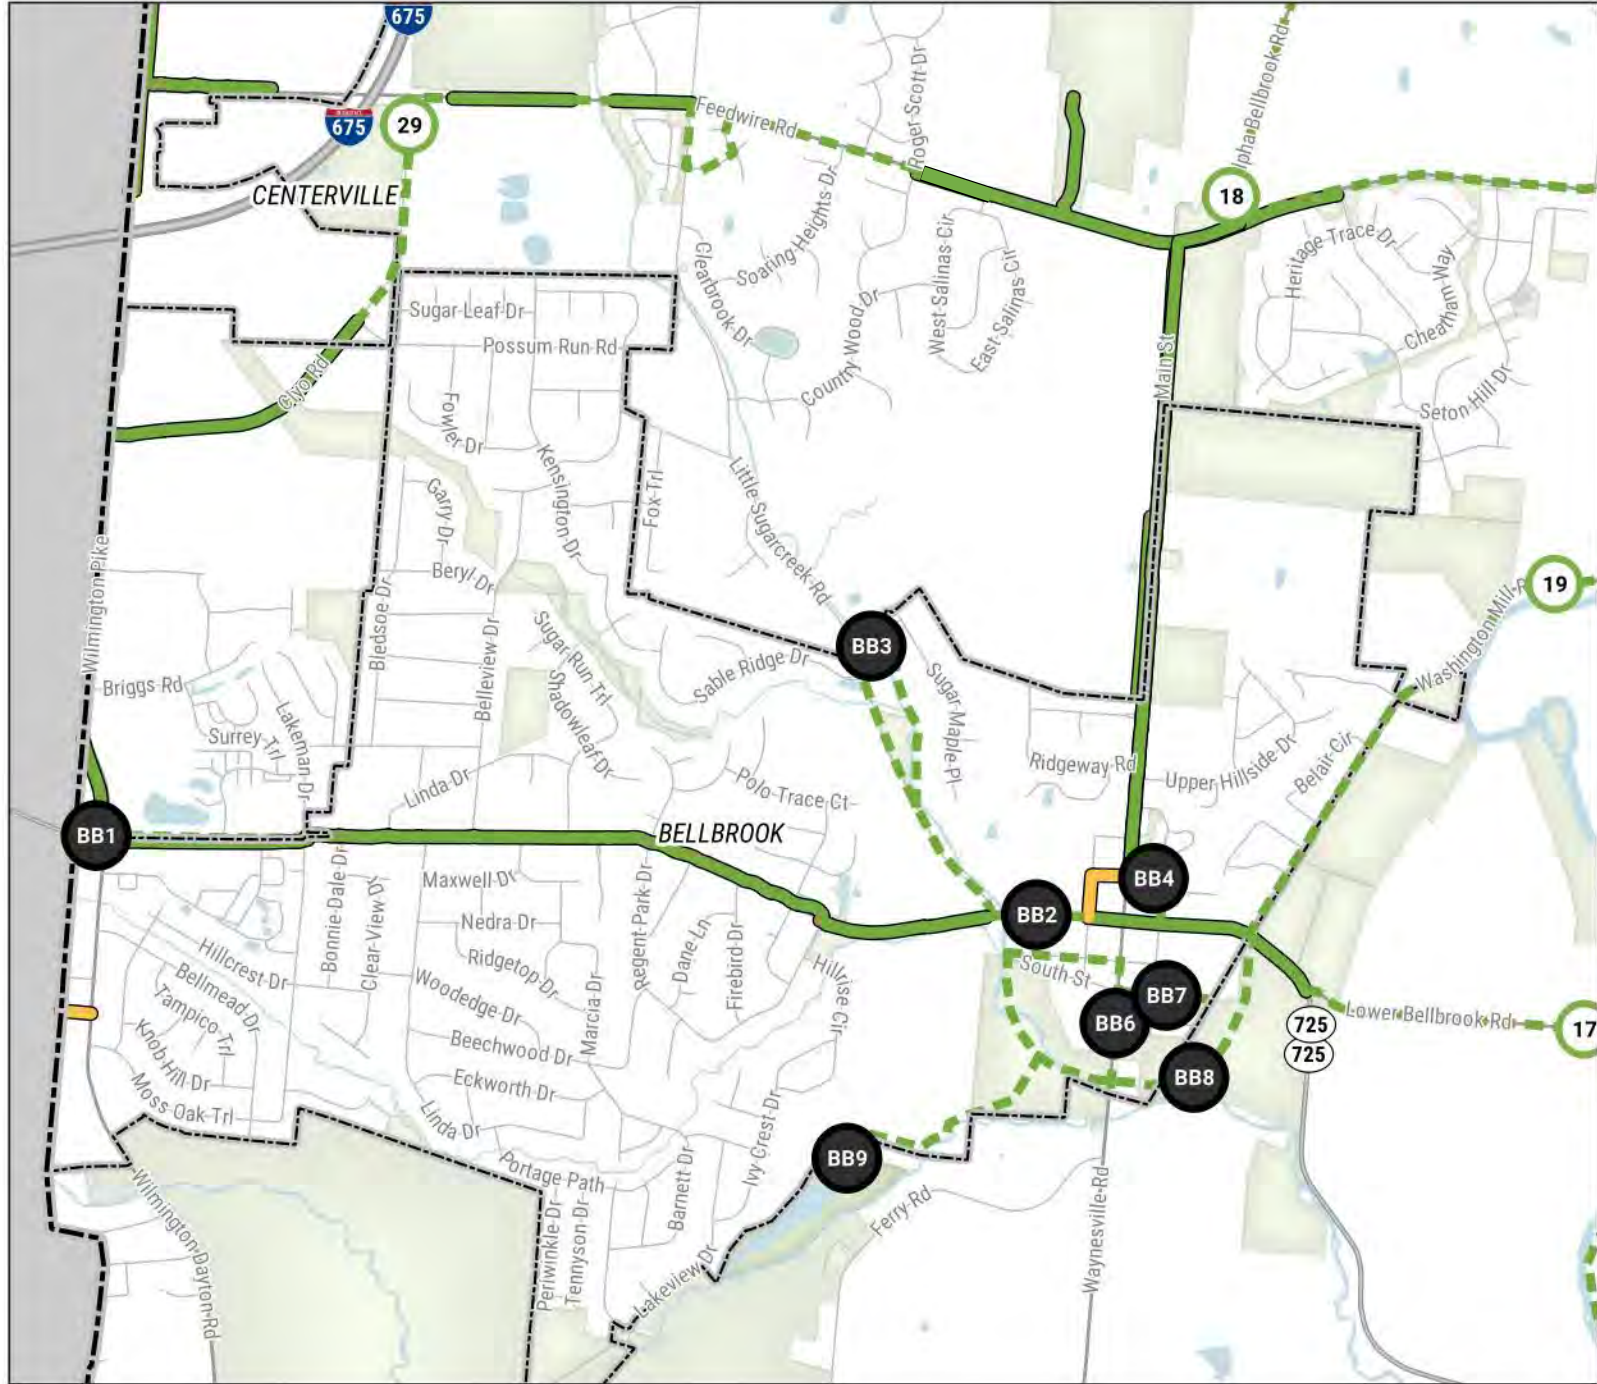 675
INTERSTATE
675
29
CENTERVILLE
Feedwire Rd
Roger Scott Dr
lpha Bellbrook Rd
18
Clearbrook Dr
Soaring Heights Dr
Country Wood Dr
West Salinas Cir
East Salinas Cir
Heritage Trace Dr
Cheatham Way
Seton Hill Dr
Main St
Sugar Leaf Dr
Possum Run Rd
Clyo Rd
Fowler Dr
Kensington Dr
Fox Trl
Little Sugarcreek Rd
Garry Dr
Beryl Dr
Wilmington Pike
Bledsoe Dr
Belleview Dr
Sugar Run Trl
Shadowleaf Dr
BB3
Sable Ridge Dr
Sugar Maple Pl
19
Washington Mill R
Briggs Rd
Surrey Trl
Lakeman Dr
Linda Dr
Polo Trace Ct
Ridgeway Rd
Upper Hillside Dr
Belair Cir
BB1
BELLBROOK
BB4
BB2
Maxwell Dr
Nedra Dr
Ridgetop Dr
Bonnie Dale Dr
Clear View Dr
Regent Park Dr
Dane Ln
Firebird Dr
Hillrise Cir
Hillcrest Dr
Bellmead Dr
Tampico Trl
Knob Hill Dr
Moss Oak Trl
Woodedge Dr
Marcia Dr
Beechwood Dr
Eckworth Dr
Linda Dr
South St
BB7
BB6
BB8
Lower Bellbrook Rd
17
725
725
BB9
Ivy Crest Dr
Portage Path
Barnett Dr
Periwinkle Dr
Tennyson Dr
Lakeview Dr
Ferry Rd
Waynesville Rd
Wilmington Dayton Rd